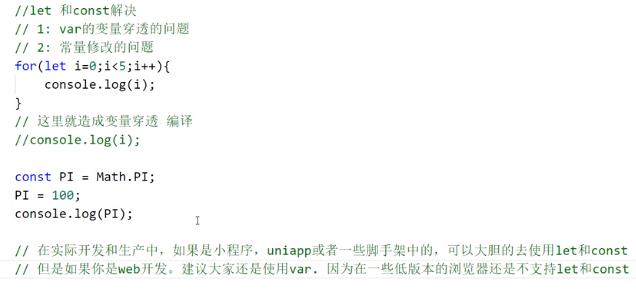 //let 和const解决
// 1: var的变量穿透的问题
// 2: 常量修改的问题
for(let i=0;i<5;i++){
    console.log(i);
}
// 这里就造成变量穿透 编译
//console.log(i);
const PI = Math.PI;
PI = 100;
console.log(PI);
// 在实际开发和生产中，如果是小程序，uniapp或者一些脚手架中的，可以大胆的去使用let和const
// 但是如果你是web开发。建议大家还是使用var. 因为在一些低版本的浏览器还是不支持let和const